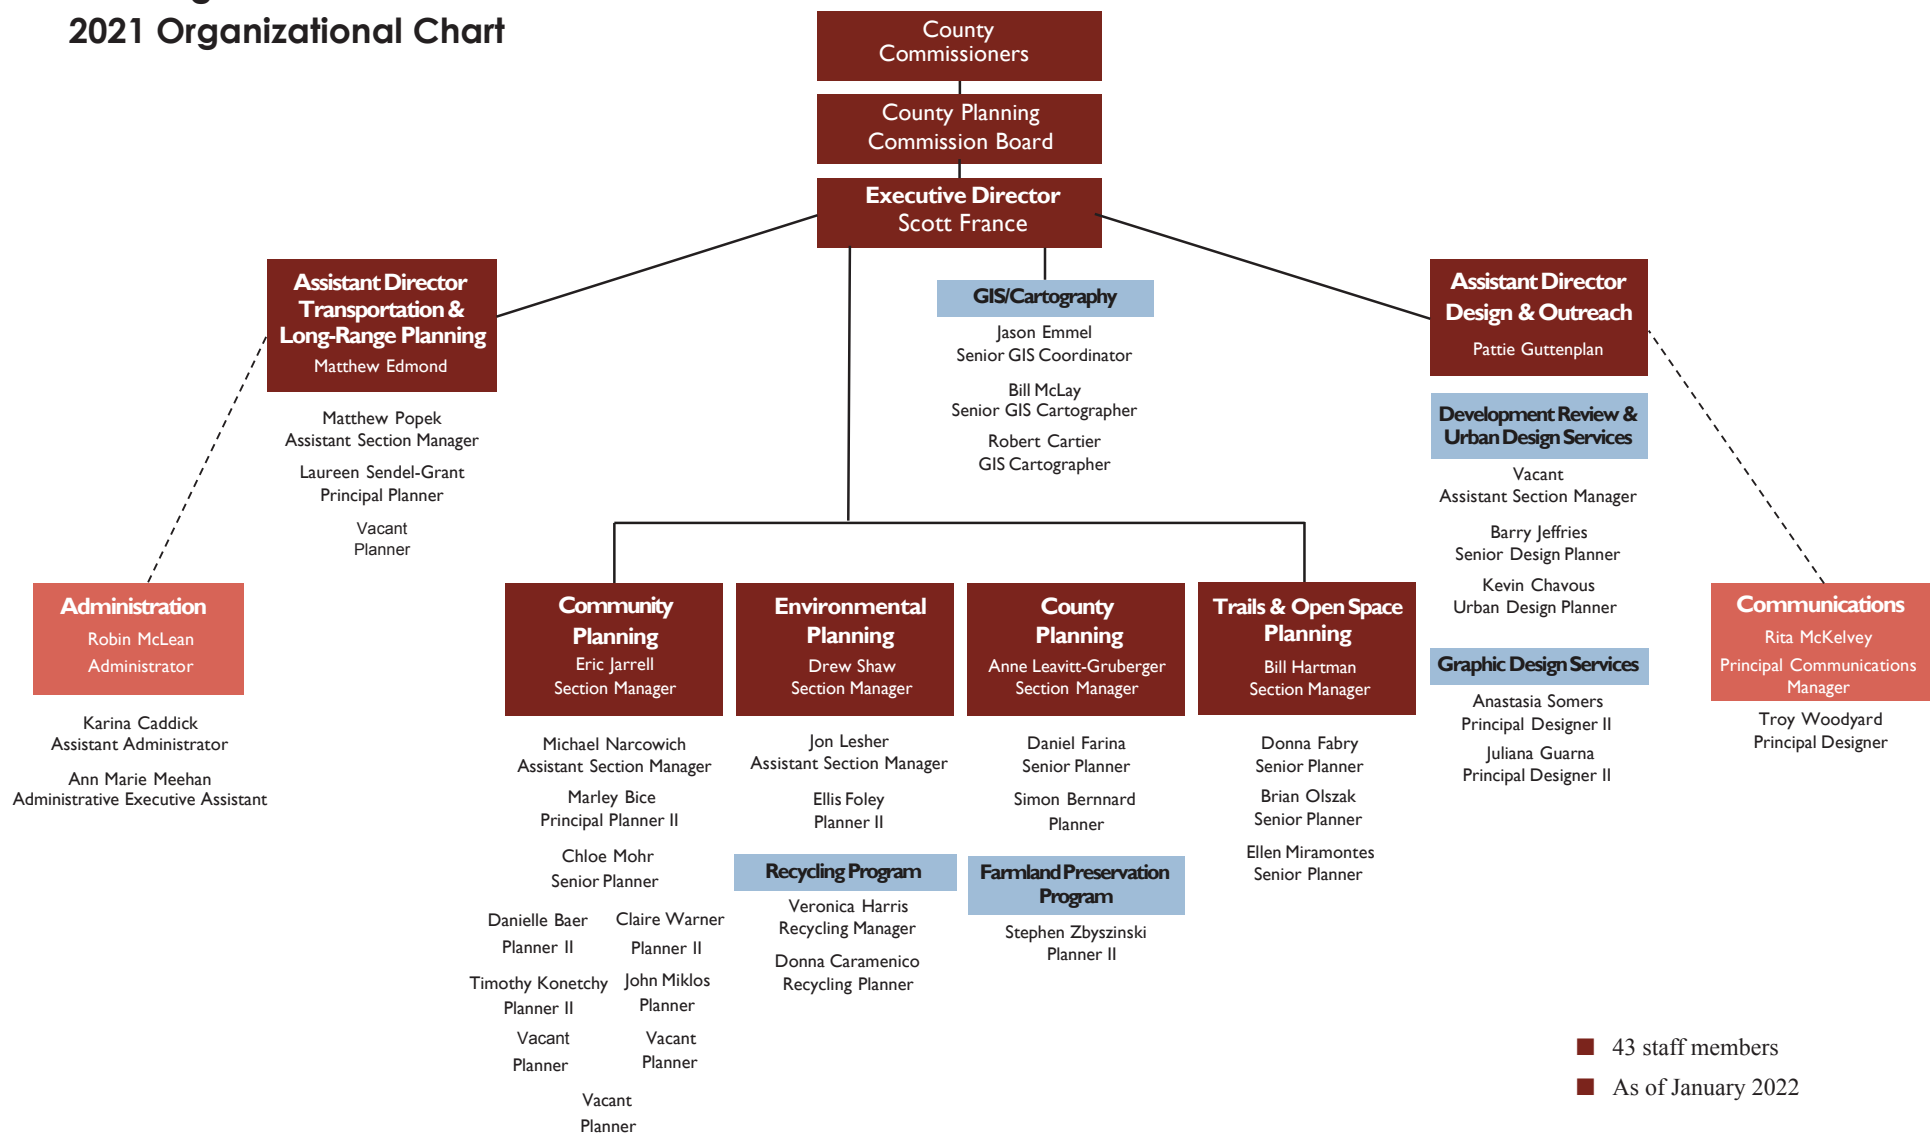 2021 Organizational Chart
County
Commissioners
County Planning
Commission Board
Executive Director
Scott France
Assistant Director
Transportation &
Long-Range Planning
Matthew Edmond
Matthew Popek
Assistant Section Manager
Laureen Sendel-Grant
Principal Planner
Vacant
Planner
GIS/Cartography
Jason Emmel
Senior GIS Coordinator
Bill McLay
Senior GIS Cartographer
Robert Cartier
GIS Cartographer
Assistant Director
Design & Outreach
Pattie Guttenplan
Development Review &
Urban Design Services
Vacant
Assistant Section Manager
Barry Jeffries
Senior Design Planner
Kevin Chavous
Urban Design Planner
Graphic Design Services
Anastasia Somers
Principal Designer II
Juliana Guarna
Principal Designer II
Administration
Robin McLean
Administrator
Karina Caddick
Assistant Administrator
Ann Marie Meehan
Administrative Executive Assistant
Community
Planning
Eric Jarrell
Section Manager
Michael Narcowich
Assistant Section Manager
Marley Bice
Principal Planner II
Chloe Mohr
Senior Planner
Danielle Baer
Planner II
Claire Warner
Planner II
Timothy Konetchy
Planner II
John Miklos
Planner
Vacant
Planner
Vacant
Planner
Vacant
Planner
Environmental
Planning
Drew Shaw
Section Manager
Jon Lesher
Assistant Section Manager
Ellis Foley
Planner II
Recycling Program
Veronica Harris
Recycling Manager
Donna Caramenico
Recycling Planner
County
Planning
Anne Leavitt-Gruberger
Section Manager
Daniel Farina
Senior Planner
Simon Bernnard
Planner
Farmland Preservation
Program
Stephen Zbyszinski
Planner II
Trails & Open Space
Planning
Bill Hartman
Section Manager
Donna Fabry
Senior Planner
Brian Olszak
Senior Planner
Ellen Miramontes
Senior Planner
Communications
Rita McKelvey
Principal Communications
Manager
Troy Woodyard
Principal Designer
43 staff members
As of January 2022